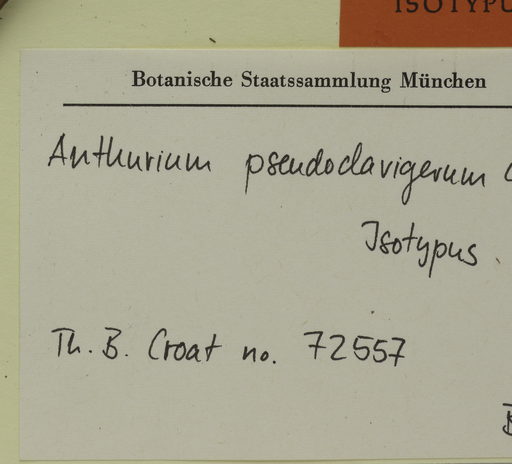 ISOTYPU
Botanische Staatssammlung München
Anthurium pseudoclavigerum C
Isotypus.
Th. B. Croat no. 72557
B